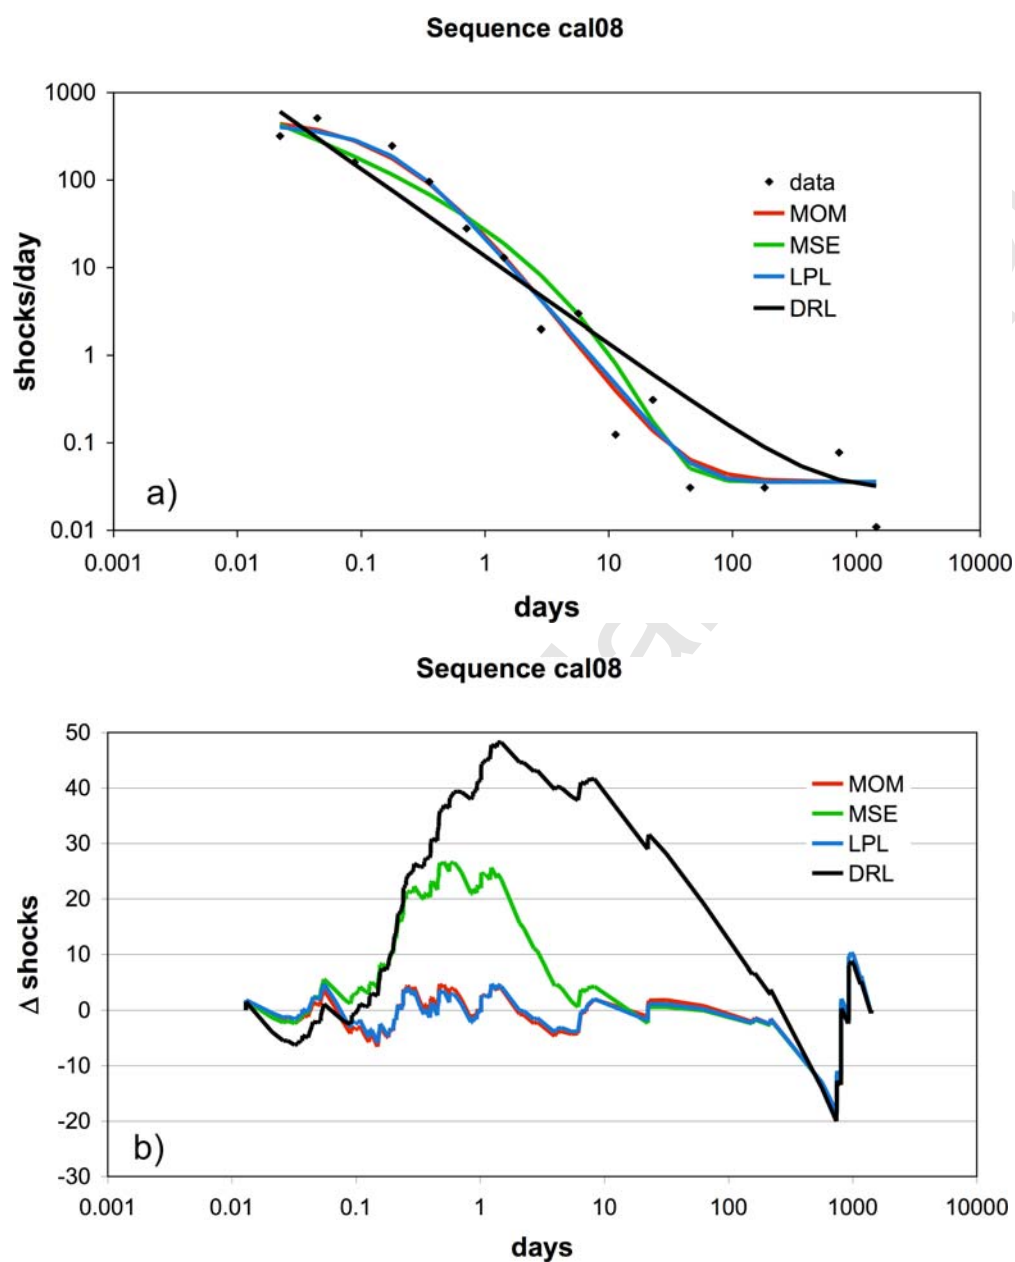 Sequence cal08
1000
100
10
1
0.1
0.01
shocks/day
data
MOM
MSE
LPL
DRL
a)
0.001 0.01 0.1 1 10 100 1000 10000
days
Sequence cal08
50
40
30
20
10
0
-10
-20
-30
Δ shocks
MOM
MSE
LPL
DRL
b)
0.001 0.01 0.1 1 10 100 1000 10000
days